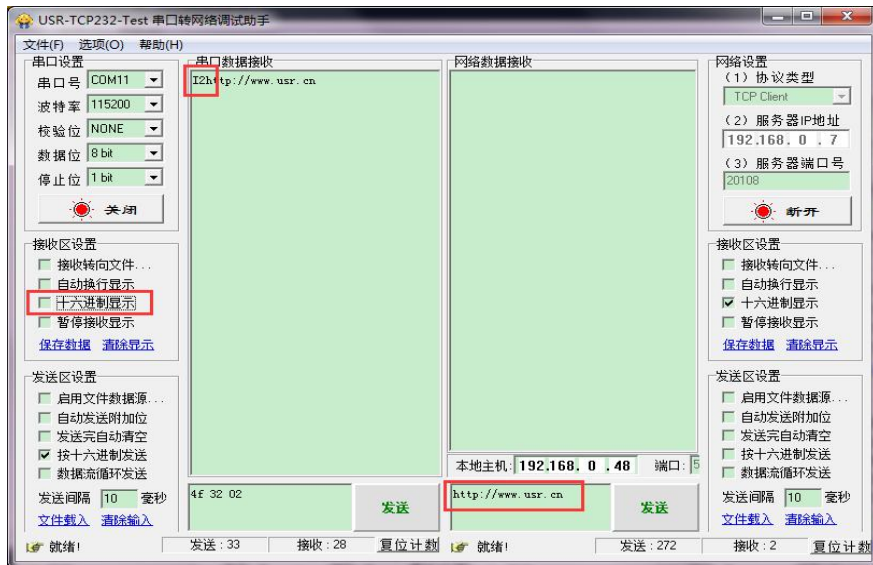 USR-TCP232-Test 串口转网络调试助手
文件(F) 选项(O) 帮助(H)
串口设置
串口号 COM11
波特率 115200
校验位 NONE
数据位 8 bit
停止位 1 bit
关闭
接收区设置
接收转向文件...
自动换行显示
十六进制显示
暂停接收显示
保存数据 清除显示
发送区设置
启用文件数据源...
自动发送附加位
发送完自动清空
按十六进制发送
数据流循环发送
发送间隔 10 毫秒
文件载入 清除输入
就绪!
串口数据接收
I2http://www.usr.cn
4f 32 02
发送
发送 : 33 接收 : 28 复位计数
网络数据接收
本地主机: 192.168. 0 .48 端口: 5
http://www.usr.cn
发送
就绪! 发送 : 272 接收 : 2 复位计数
网络设置
(1) 协议类型
TCP Client
(2) 服务器IP地址
192.168. 0 . 7
(3) 服务器端口号
20108
断开
接收区设置
接收转向文件...
自动换行显示
十六进制显示
暂停接收显示
保存数据 清除显示
发送区设置
启用文件数据源...
自动发送附加位
发送完自动清空
按十六进制发送
数据流循环发送
发送间隔 10 毫秒
文件载入 清除输入